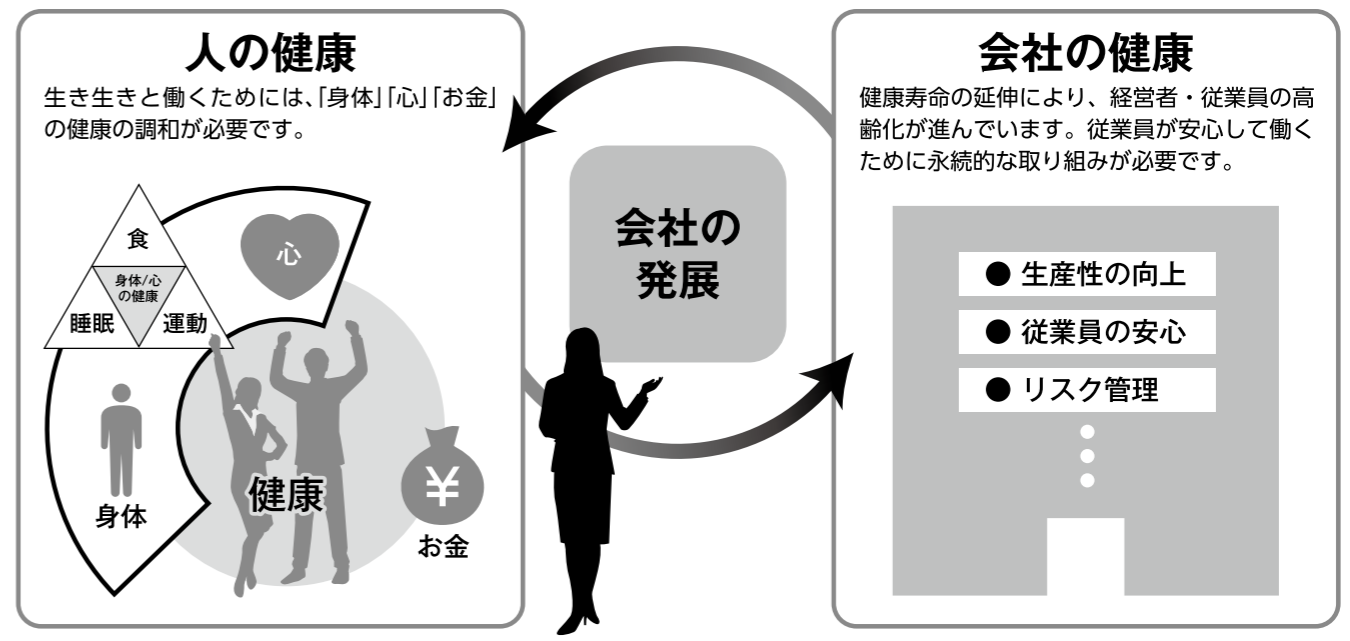 人の健康
生き生きと働くためには、「身体」「心」「お金」
の健康の調和が必要です。
食
身体/心
の健康
睡眠
運動
心
身体
健康
¥
お金
会社の
発展
会社の健康
健康寿命の延伸により、経営者・従業員の高
齢化が進んでいます。従業員が安心して働く
ために永続的な取り組みが必要です。
● 生産性の向上
● 従業員の安心
● リスク管理